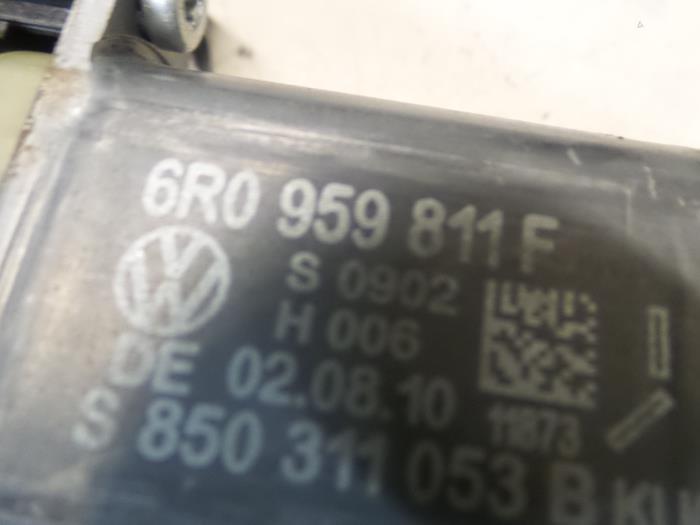 6R0 959 811 F
S 0902
H 006
DE 02.08.10
11873
S 850 311 053 B